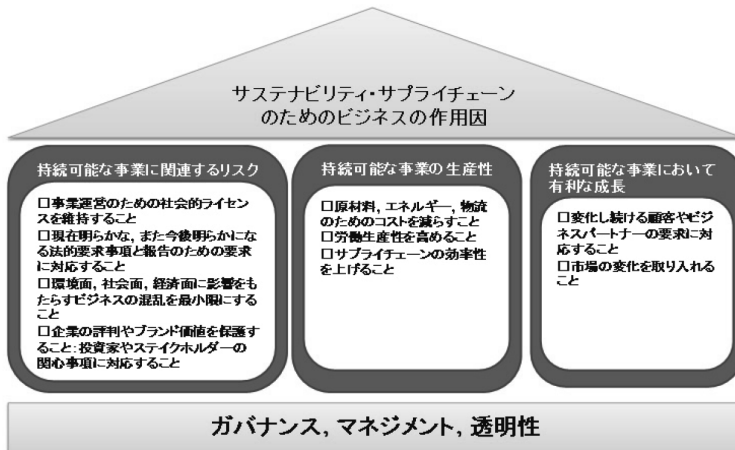 サステナビリティ・サプライチェーン
のためのビジネスの作用因
持続可能な事業に関連するリスク
□事業運営のための社会的ライセン
スを維持すること
□現在明らかな, また今後明らかにな
る法的要求事項と報告のための要求
に対応すること
□環境面, 社会面, 経済面に影響をも
たらすビジネスの混乱を最小限にする
こと
□企業の評判やブランド価値を保護す
ること:投資家やステイクホルダーの
関心事項に対応すること
持続可能な事業の生産性
□原材料, エネルギー, 物流
のためのコストを減らすこと
□労働生産性を高めること
□サプライチェーンの効率性
を上げること
持続可能な事業において
有利な成長
□変化し続ける顧客やビジ
ネスパートナーの要求に対
応すること
□市場の変化を取り入れる
こと
ガバナンス, マネジメント, 透明性